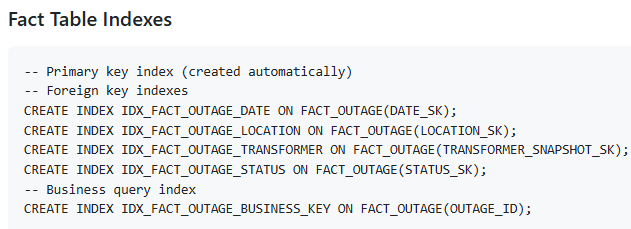 Fact Table Indexes
-- Primary key index (created automatically)
-- Foreign key indexes
CREATE INDEX IDX_FACT_OUTAGE_DATE ON FACT_OUTAGE(DATE_SK);
CREATE INDEX IDX_FACT_OUTAGE_LOCATION ON FACT_OUTAGE(LOCATION_SK);
CREATE INDEX IDX_FACT_OUTAGE_TRANSFORMER ON FACT_OUTAGE(TRANSFORMER_SNAPSHOT_SK);
CREATE INDEX IDX_FACT_OUTAGE_STATUS ON FACT_OUTAGE(STATUS_SK);
-- Business query index
CREATE INDEX IDX_FACT_OUTAGE_BUSINESS_KEY ON FACT_OUTAGE(OUTAGE_ID);